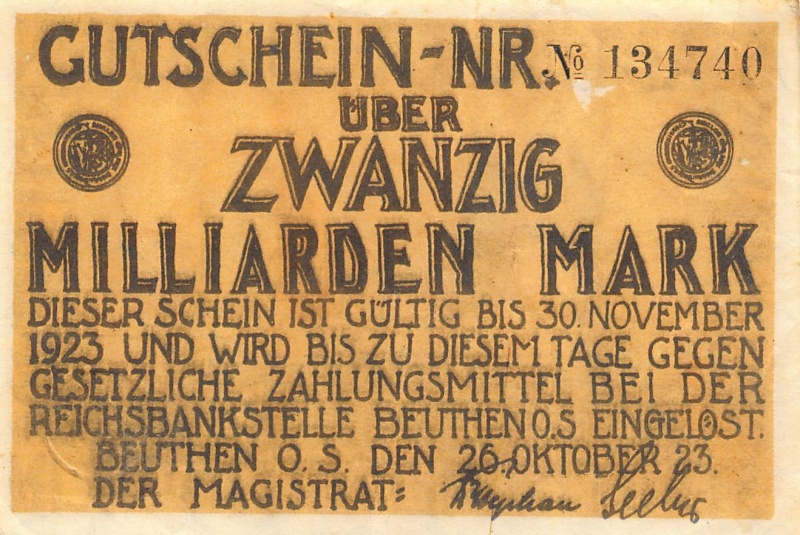 GUTSCHEIN-NR. № 134740
ÜBER
ZWANZIG
MILLIARDEN MARK
DIESER SCHEIN IST GÜLTIG BIS 30. NOVEMBER
1923 UND WIRD BIS ZU DIESEM TAGE GEGEN
GESETZLICHE ZAHLUNGSMITTEL BEI DER
REICHSBANKSTELLE BEUTHEN O.S EINGELÖST.
BEUTHEN O. S. DEN 26. OKTOBER 23.
DER MAGISTRAT: